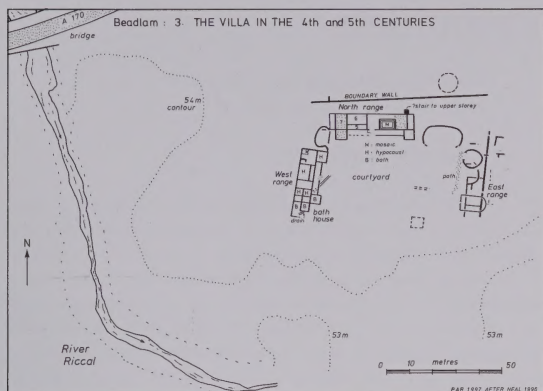 Beadlam : 3. THE VILLA IN THE 4th and 5th CENTURIES
A 170
bridge
54m
contour
BOUNDARY WALL
North range
?stair to upper storey
M - mosaic
H - hypocaust
B - bath
West
range
courtyard
path
East
range
bath
house
drain
N
River
Riccal
53m
53m
0 10 metres 50
RAB 1997 AFTER NEAL 1996